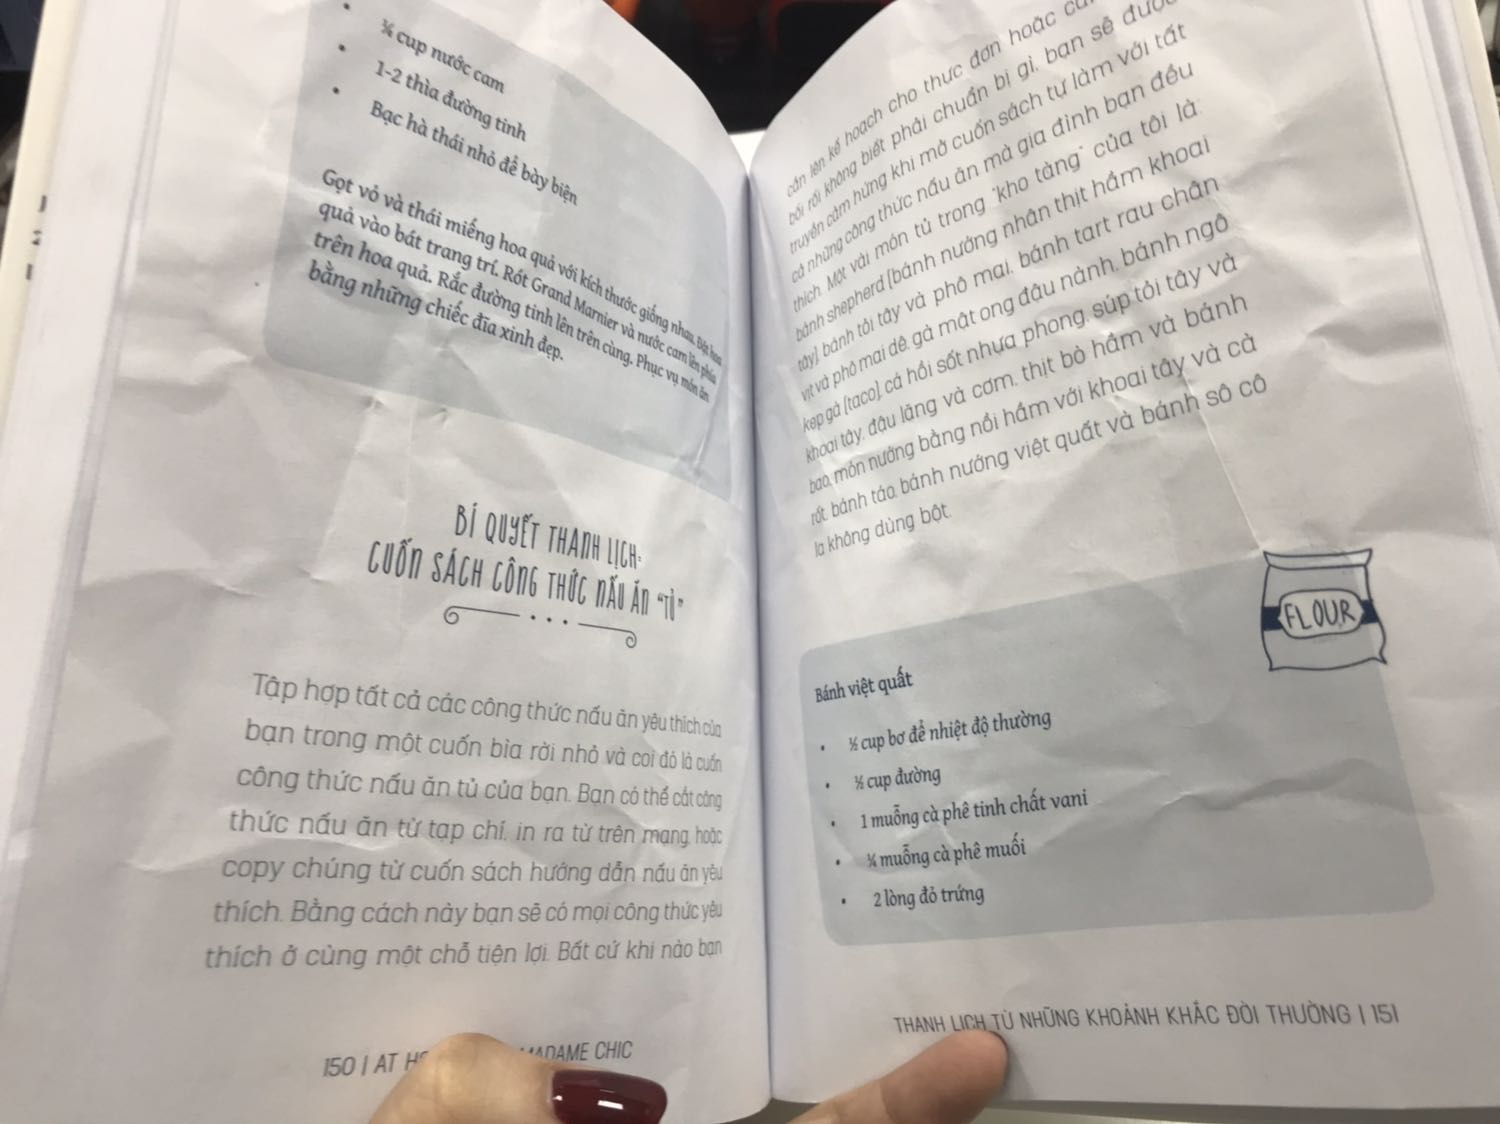 • ¼ cup nước cam
• 1-2 thìa đường tinh
• Bạc hà thái nhỏ để bày biện
Gọt vỏ và thái miếng hoa quả với kích thước giống nhau. Đặt hoa
quả vào bát trang trí. Rót Grand Marnier và nước cam lên phía
trên hoa quả. Rắc đường tinh lên trên cùng. Phục vụ món ăn
bằng những chiếc đĩa xinh đẹp.
BÍ QUYẾT THANH LỊCH:
CUỐN SÁCH CÔNG THỨC NẤU ĂN “TỦ”
Tập hợp tất cả các công thức nấu ăn yêu thích của
bạn trong một cuốn bìa rời nhỏ và coi đó là cuốn
công thức nấu ăn tủ của bạn. Bạn có thể cắt công
thức nấu ăn từ tạp chí, in ra từ trên mạng, hoặc
copy chúng từ cuốn sách hướng dẫn nấu ăn yêu
thích. Bằng cách này bạn sẽ có mọi công thức yêu
thích ở cùng một chỗ tiện lợi. Bất cứ khi nào bạn
150 | AT MADAME CHIC
cần lên kế hoạch cho thực đơn hoặc
bối rối không biết phải chuẩn bị gì, bạn sẽ được
truyền cảm hứng khi mở cuốn sách tự làm với tất
cả những công thức nấu ăn mà gia đình bạn đều
thích. Một vài món tủ trong “kho tàng” của tôi là:
bánh shepherd (bánh nướng nhân thịt hầm khoai
tây), bánh tỏi tây và phô mai, bánh tart rau chân
vịt và phô mai dê, gà mật ong đậu nành, bánh ngô
kẹp gà (taco), cá hồi sốt nhựa phong, súp tỏi tây và
khoai tây, đậu lăng và cơm, thịt bò hầm và bánh
bao, món nướng bằng nồi hầm với khoai tây và cà
rốt, bánh táo, bánh nướng việt quất và bánh sô cô
la không dùng bột.
FLOUR
Bánh việt quất
• ½ cup bơ để nhiệt độ thường
• ½ cup đường
• 1 muỗng cà phê tinh chất vani
• ¼ muỗng cà phê muối
• 2 lòng đỏ trứng
THANH LỊCH TỪ NHỮNG KHOẢNH KHẮC ĐỜI THƯỜNG | 151